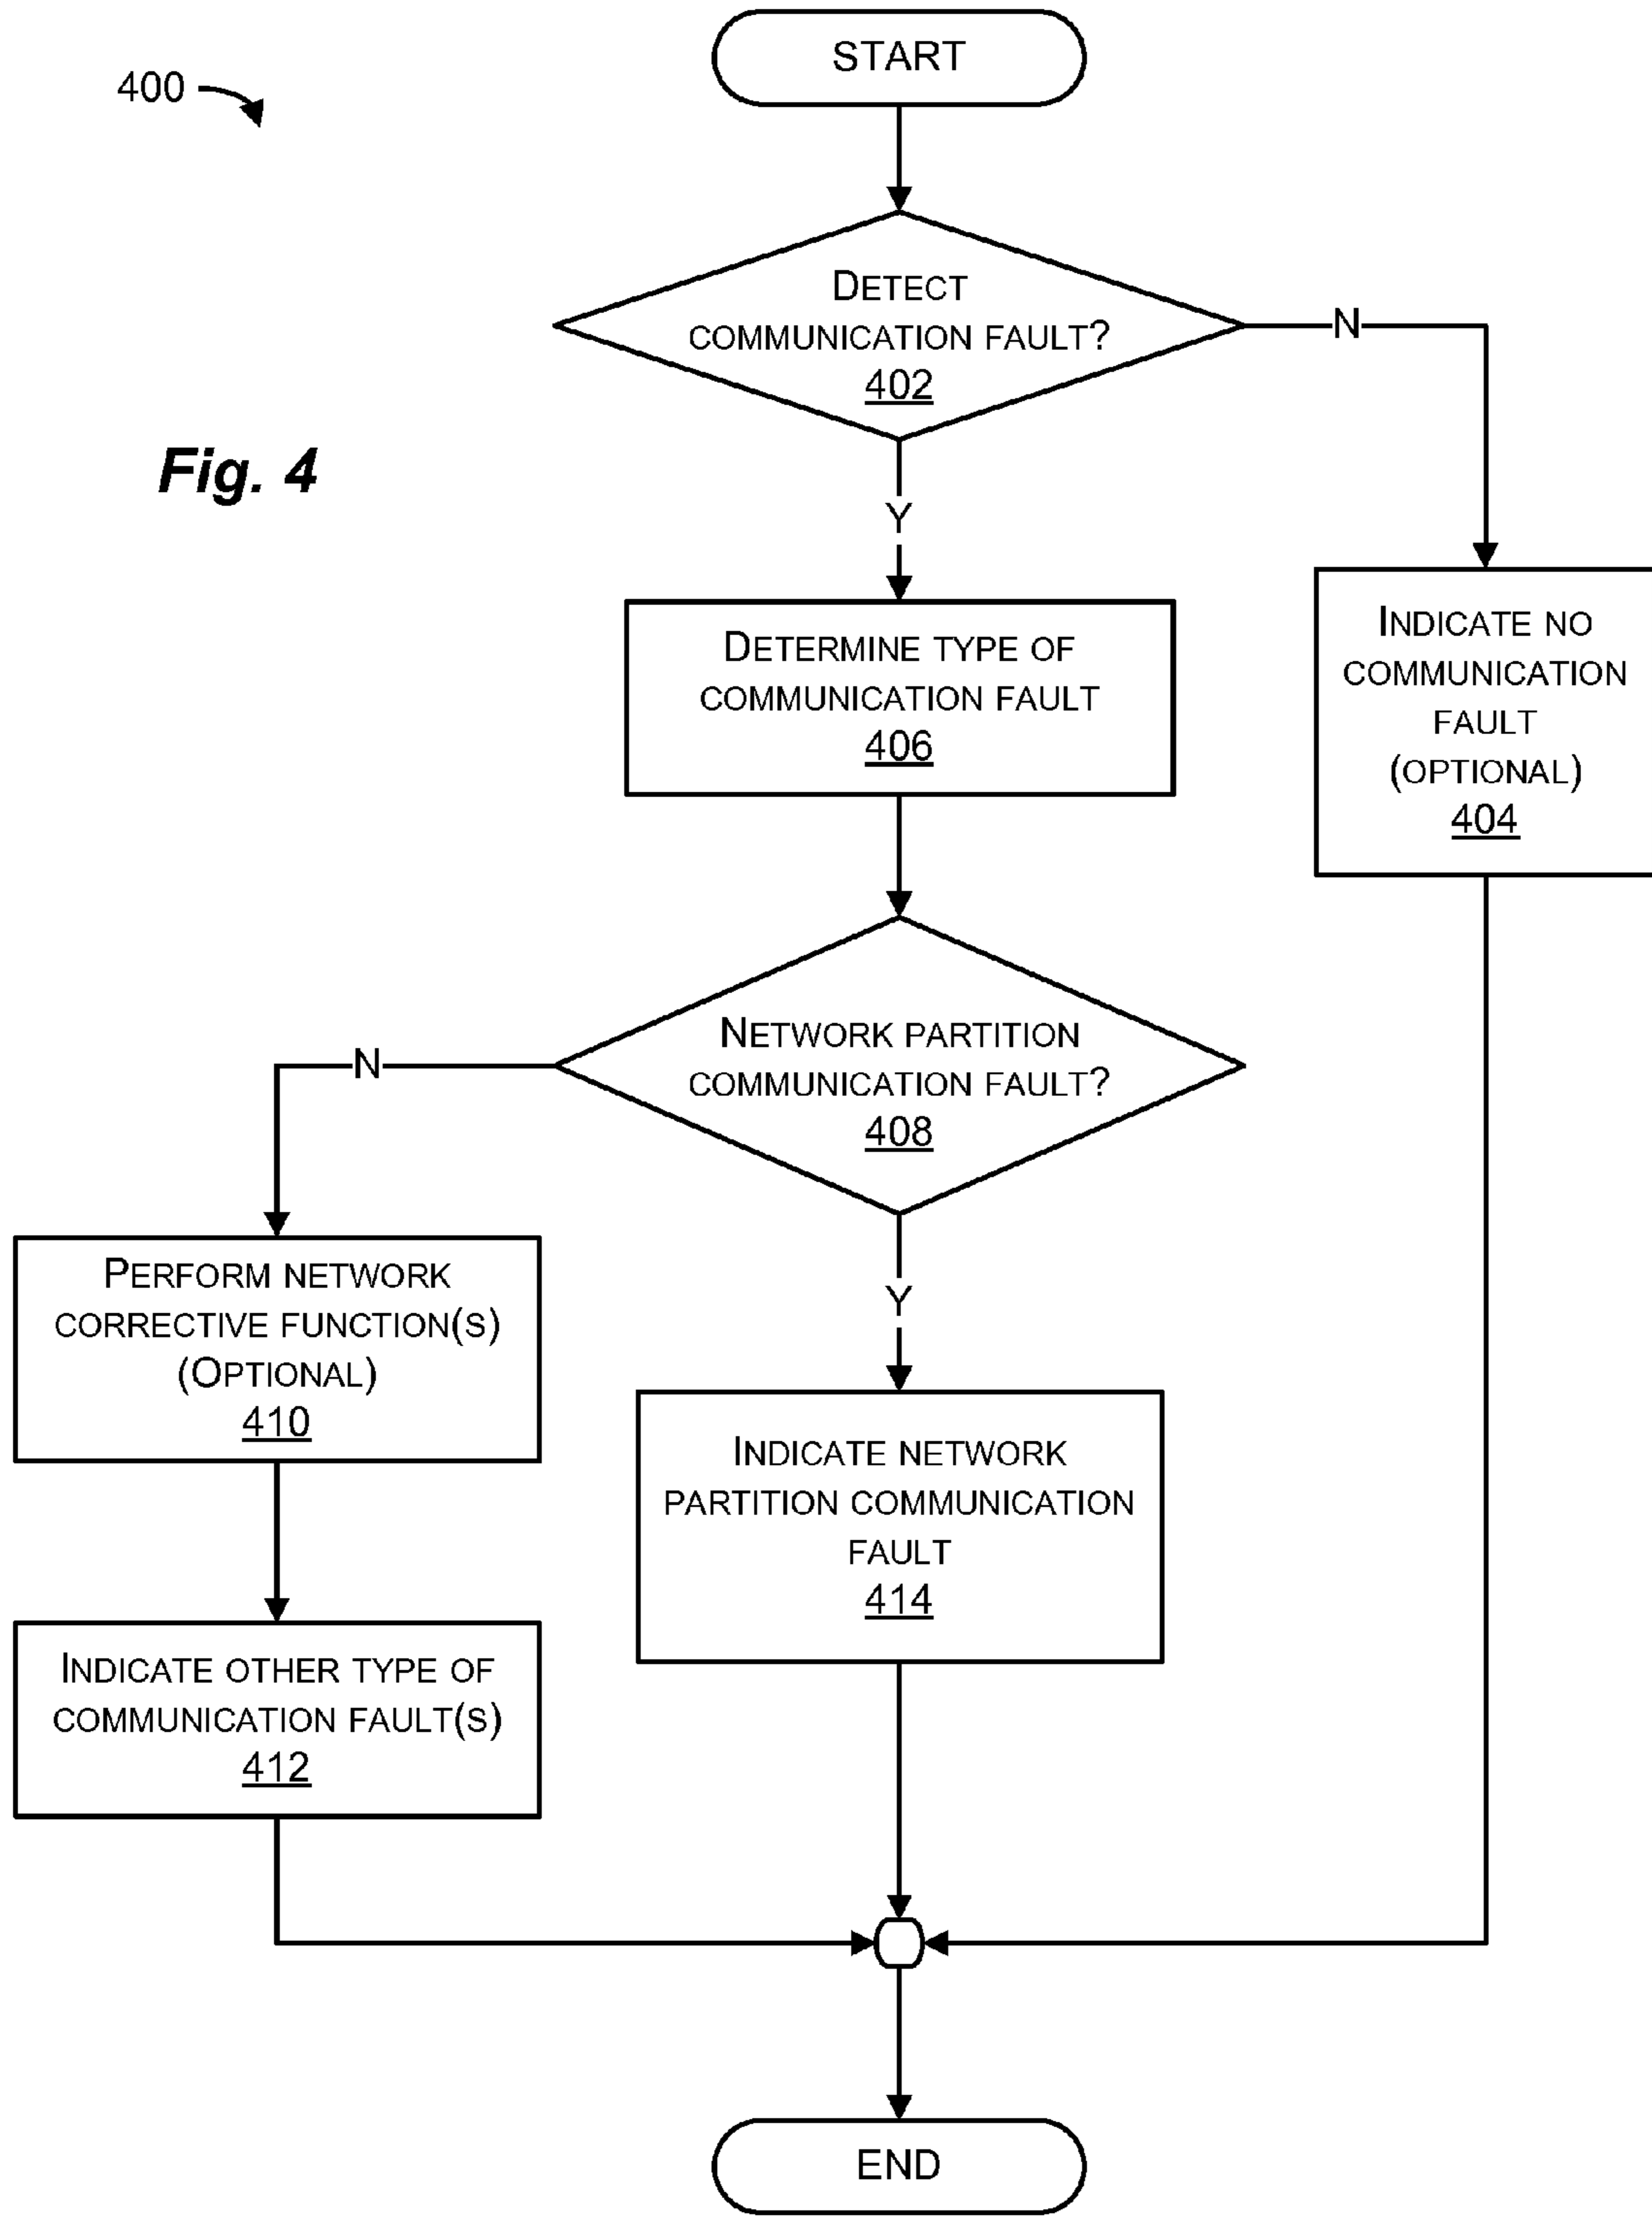 START
400
DETECT
COMMUNICATION FAULT?
402
N
Fig. 4
Y
INDICATE NO
COMMUNICATION
FAULT
(OPTIONAL)
404
DETERMINE TYPE OF
COMMUNICATION FAULT
406
NETWORK PARTITION
COMMUNICATION FAULT?
408
N
Y
PERFORM NETWORK
CORRECTIVE FUNCTION(S)
(OPTIONAL)
410
INDICATE NETWORK
PARTITION COMMUNICATION
FAULT
414
INDICATE OTHER TYPE OF
COMMUNICATION FAULT(S)
412
END